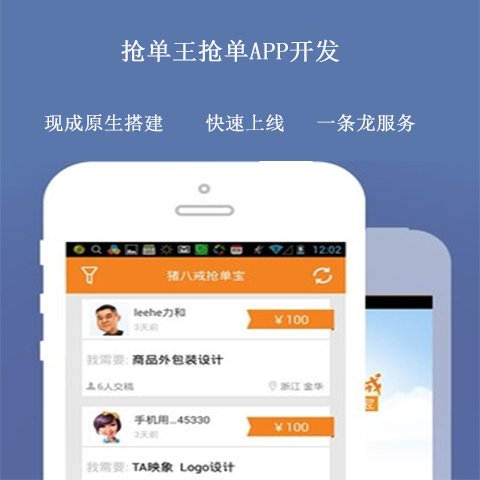 抢单王抢单APP开发
现成原生搭建 快速上线 一条龙服务
12:02
猪八戒抢单宝
leehe力和
3天前
￥100
我需要: 商品外包装设计
6人交稿 浙江 金华
手机用...45330
3天前
￥100
我需要: TA映象 Logo设计
戒